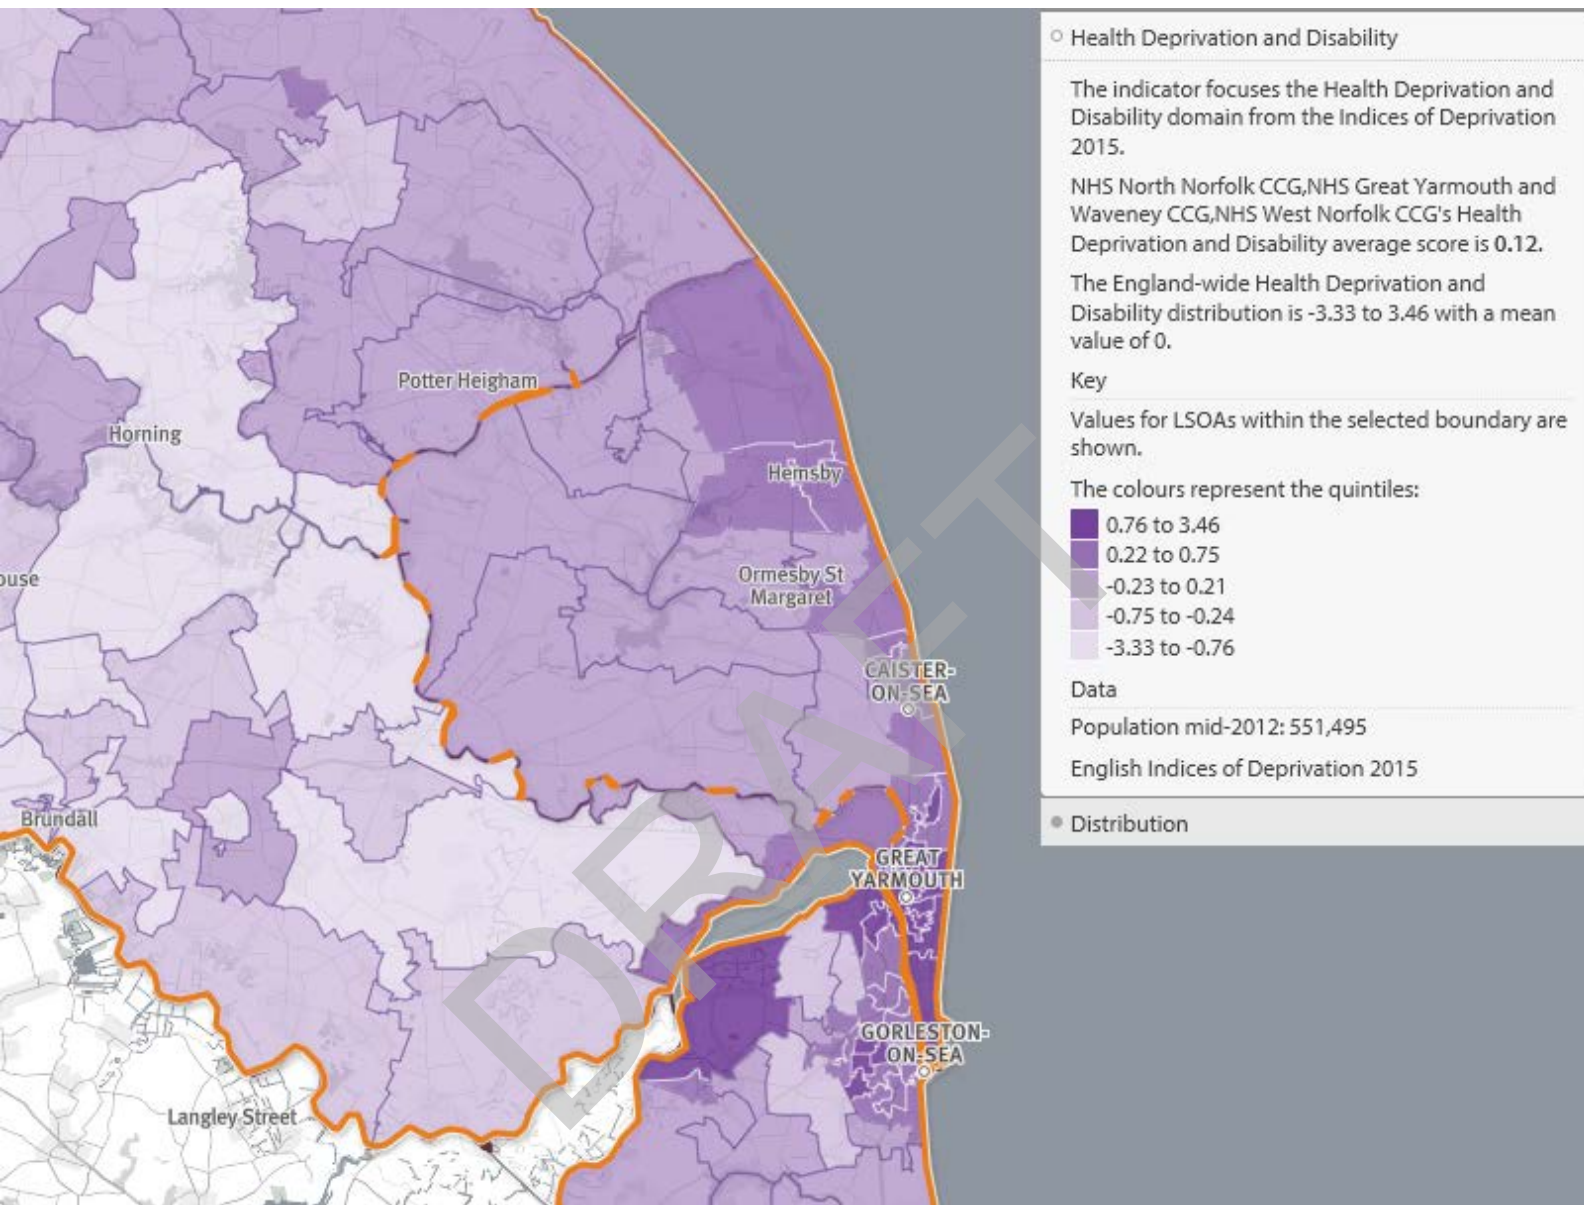 Potter Heigham
Horning
ouse
Brundall
Langley Street
Hemsby
Ormesby St
Margaret
CAISTER-
ON-SEA
GREAT
YARMOUTH
GORLESTON-
ON-SEA
DRAFT
Health Deprivation and Disability
The indicator focuses the Health Deprivation and
Disability domain from the Indices of Deprivation
2015.
NHS North Norfolk CCG,NHS Great Yarmouth and
Waveney CCG,NHS West Norfolk CCG's Health
Deprivation and Disability average score is 0.12.
The England-wide Health Deprivation and
Disability distribution is -3.33 to 3.46 with a mean
value of 0.
Key
Values for LSOAs within the selected boundary are
shown.
The colours represent the quintiles:
0.76 to 3.46
0.22 to 0.75
-0.23 to 0.21
-0.75 to -0.24
-3.33 to -0.76
Data
Population mid-2012: 551,495
English Indices of Deprivation 2015
Distribution